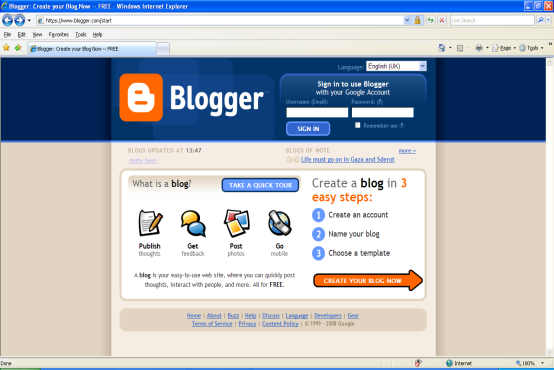 Blogger: Create your Blog Now -- FREE - Windows Internet Explorer
https://www.blogger.com/start
Live Search
File Edit View Favorites Tools Help
Blogger: Create your Blog Now -- FREE
Page Tools
Language: English (UK)
Blogger
Sign in to use Blogger
with your Google Account
Username (Email): Password: (?)
SIGN IN
Remember me (?)
BLOGS UPDATED AT 13:47
BLOGS OF NOTE more »
Life must go on in Gaza and Sderot
What is a blog?
TAKE A QUICK TOUR
Publish
thoughts
Get
feedback
Post
photos
Go
mobile
A blog is your easy-to-use web site, where you can quickly post
thoughts, interact with people, and more. All for FREE.
Create a blog in 3
easy steps:
1 Create an account
2 Name your blog
3 Choose a template
CREATE YOUR BLOG NOW
Home | About | Buzz | Help | Discuss | Language | Developers | Gear
Terms of Service | Privacy | Content Policy | © 1999 - 2008 Google
Done
Internet
100%